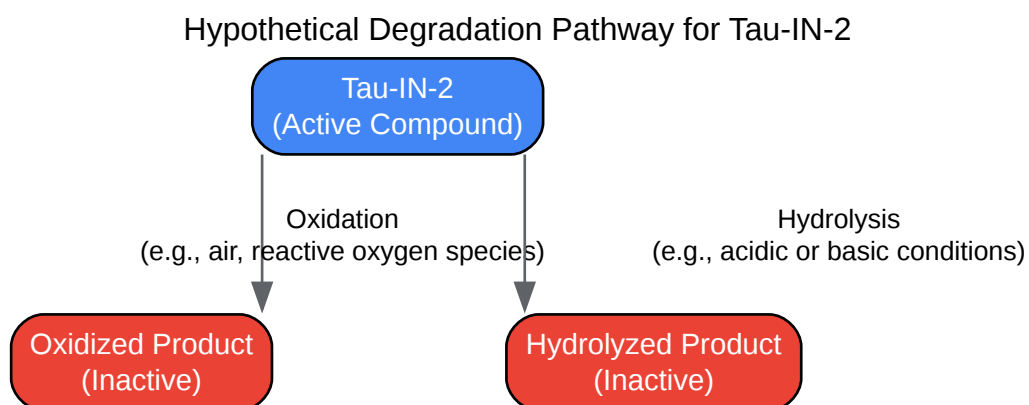 Hypothetical Degradation Pathway for Tau-IN-2
Tau-IN-2
(Active Compound)
Oxidation
(e.g., air, reactive oxygen species)
Hydrolysis
(e.g., acidic or basic conditions)
Oxidized Product
(Inactive)
Hydrolyzed Product
(Inactive)